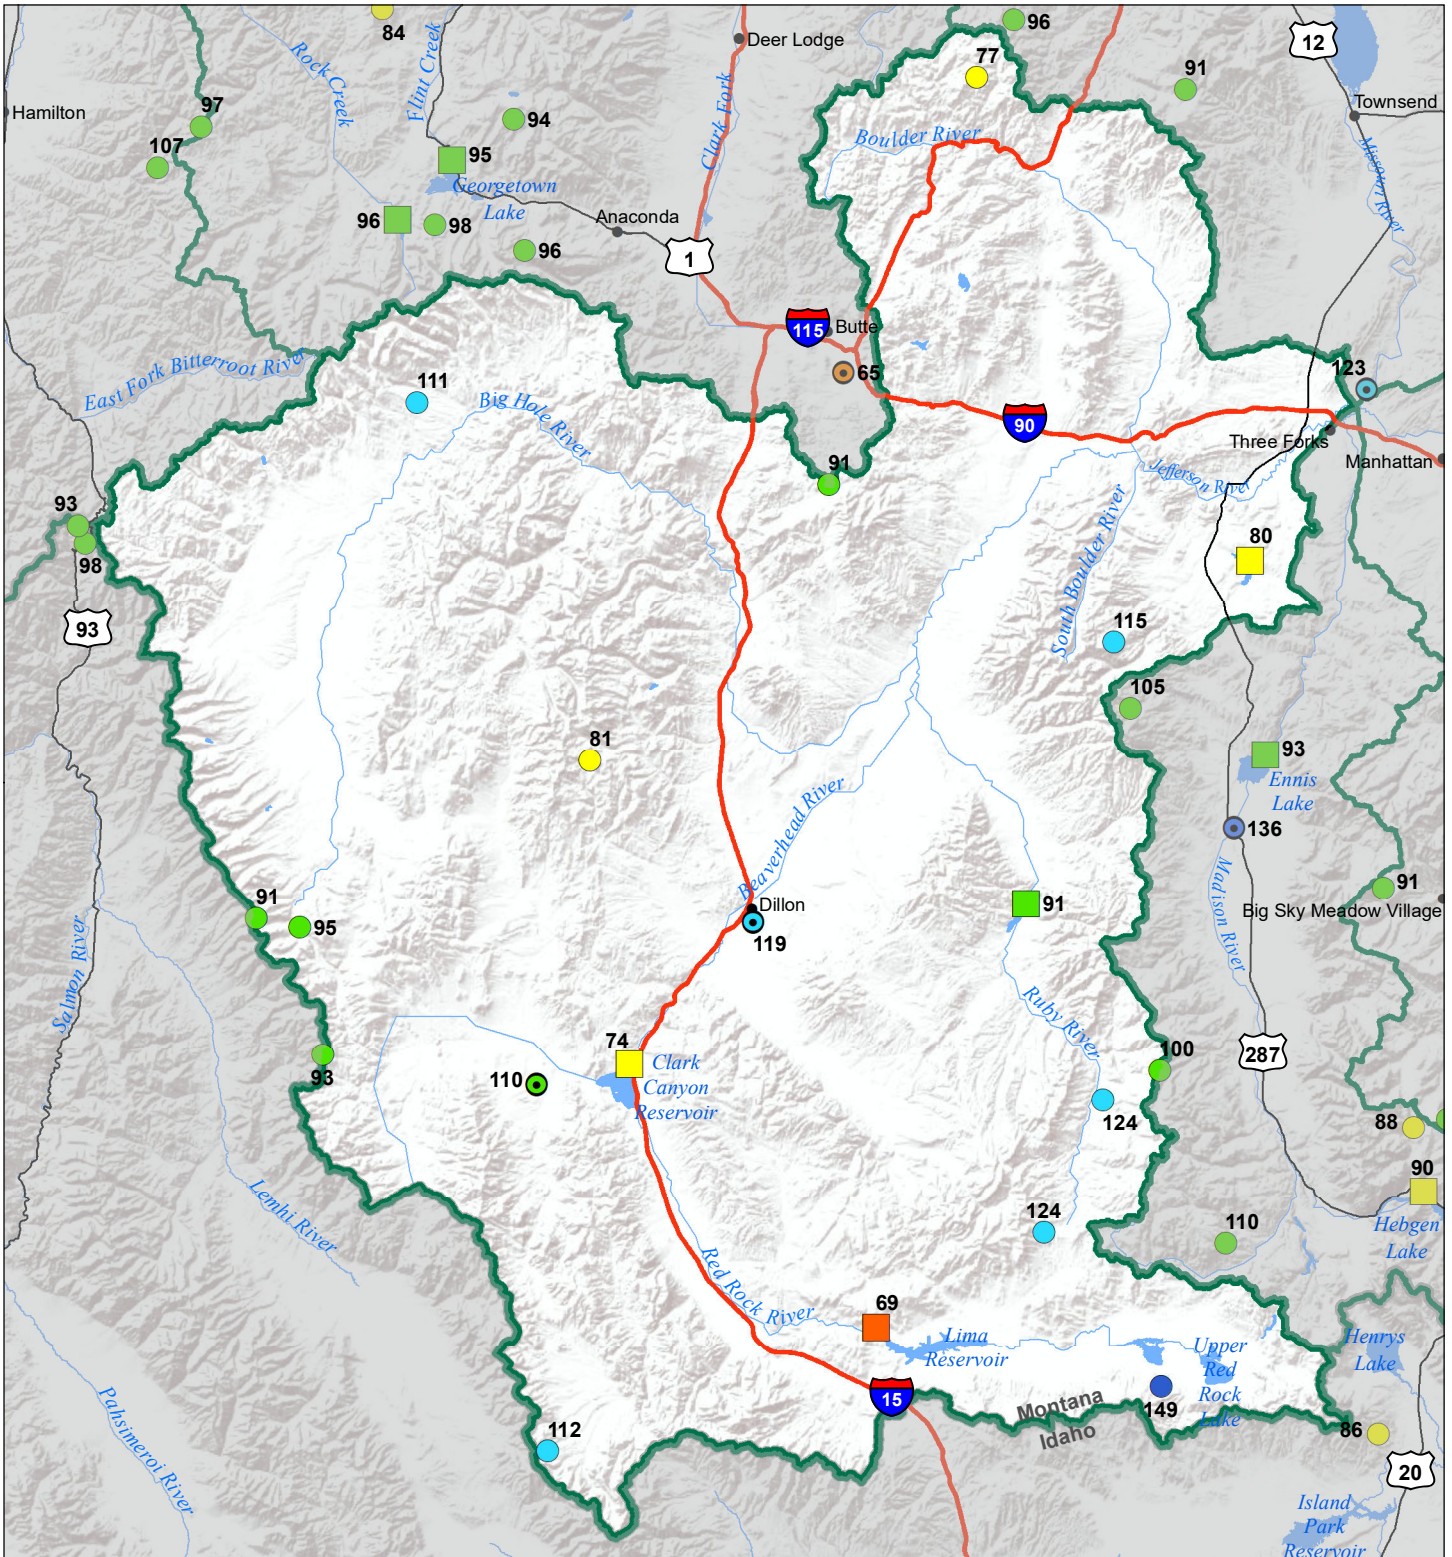 84
96
12
Deer Lodge
77
91
Hamilton
97
Rock Creek
Flint Creek
94
Clark Fork
Townsend
107
95
Boulder River
Missouri River
Georgetown
Lake
96
98
96
Anaconda
1
115
Butte
65
East Fork Bitterroot River
111
Big Hole River
90
123
Three Forks
Manhattan
91
Jefferson River
93
98
93
South Boulder River
80
115
105
81
93
Ennis
Lake
136
Beaverhead River
Dillon
119
91
91
95
91
Big Sky Meadow Village
Madison River
Salmon River
Ruby River
74
Clark
Canyon
Reservoir
93
110
100
287
124
88
90
Hebgen
Lake
Lemhi River
124
110
Red Rock River
69
Lima
Reservoir
Upper
Red
Rock
Lake
Henrys
Lake
15
Montana
Idaho
149
86
Pahsimeroi River
112
20
Island
Park
Reservoir